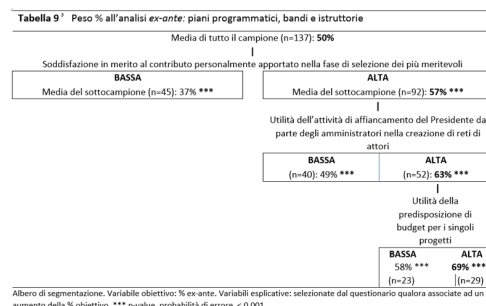 Tabella 9 ³ Peso % all'analisi ex-ante: piani programmatici, bandi e istruttorie
Media di tutto il campione (n=137): 50%
Soddisfazione in merito al contributo personalmente apportato nella fase di selezione dei più meritevoli
BASSA ALTA
Media del sottocampione (n=45): 37% *** Media del sottocampione (n=92): 57% ***
Utilità dell'attività di affiancamento del Presidente da
parte degli amministratori nella creazione di reti di
attori
BASSA ALTA
(n=40): 49% *** (n=52): 63% ***
Utilità della
predisposizione di
budget per i singoli
progetti
BASSA ALTA
58% *** 69% ***
(n=23) (n=29)
Albero di segmentazione. Variabile obiettivo: % ex-ante. Variabili esplicative: selezionate dal questionario qualora associate ad un
aumento della % obiettivo. *** p-value, probabilità di errore, < 0,001